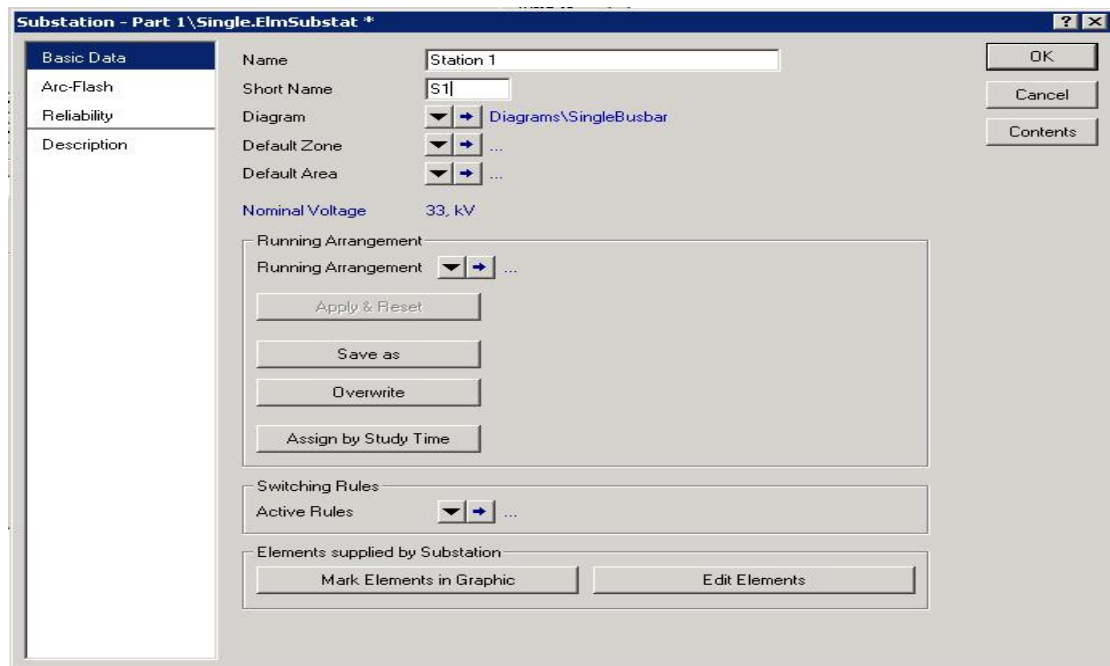 Substation - Part 1\Single.ElmSubstat *
Basic Data
Arc-Flash
Reliability
Description
Name Station 1
Short Name S1
Diagram Diagrams\SingleBusbar
Default Zone ...
Default Area ...
Nominal Voltage 33, kV
Running Arrangement
Running Arrangement ...
Apply & Reset
Save as
Overwrite
Assign by Study Time
Switching Rules
Active Rules ...
Elements supplied by Substation
Mark Elements in Graphic Edit Elements
OK
Cancel
Contents